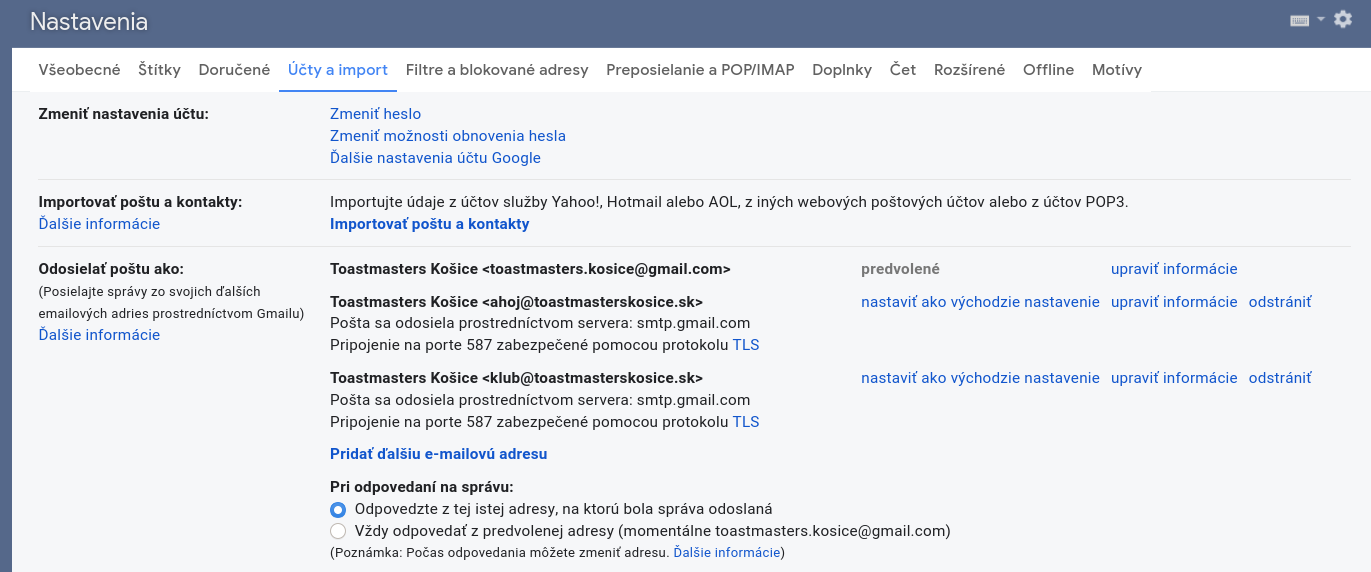 Nastavenia
Všeobecné Štítky Doručené Účty a import Filtre a blokované adresy Preposielanie a POP/IMAP Doplnky Čet Rozšírené Offline Motívy
Zmeniť nastavenia účtu:
Zmeniť heslo
Zmeniť možnosti obnovenia hesla
Ďalšie nastavenia účtu Google
Importovať poštu a kontakty:
Ďalšie informácie
Importujte údaje z účtov služby Yahoo!, Hotmail alebo AOL, z iných webových poštových účtov alebo z účtov POP3.
Importovať poštu a kontakty
Odosielať poštu ako:
(Posielajte správy zo svojich ďalších
emailových adries prostredníctvom Gmailu)
Ďalšie informácie
Toastmasters Košice <toastmasters.kosice@gmail.com> predvolené upraviť informácie
Toastmasters Košice <ahoj@toastmasterskosice.sk> nastaviť ako východzie nastavenie upraviť informácie odstrániť
Pošta sa odosiela prostredníctvom servera: smtp.gmail.com
Pripojenie na porte 587 zabezpečené pomocou protokolu TLS
Toastmasters Košice <klub@toastmasterskosice.sk> nastaviť ako východzie nastavenie upraviť informácie odstrániť
Pošta sa odosiela prostredníctvom servera: smtp.gmail.com
Pripojenie na porte 587 zabezpečené pomocou protokolu TLS
Pridať ďalšiu e-mailovú adresu
Pri odpovedaní na správu:
Odpovedzte z tej istej adresy, na ktorú bola správa odoslaná
Vždy odpovedať z predvolenej adresy (momentálne toastmasters.kosice@gmail.com)
(Poznámka: Počas odpovedania môžete zmeniť adresu. Ďalšie informácie)